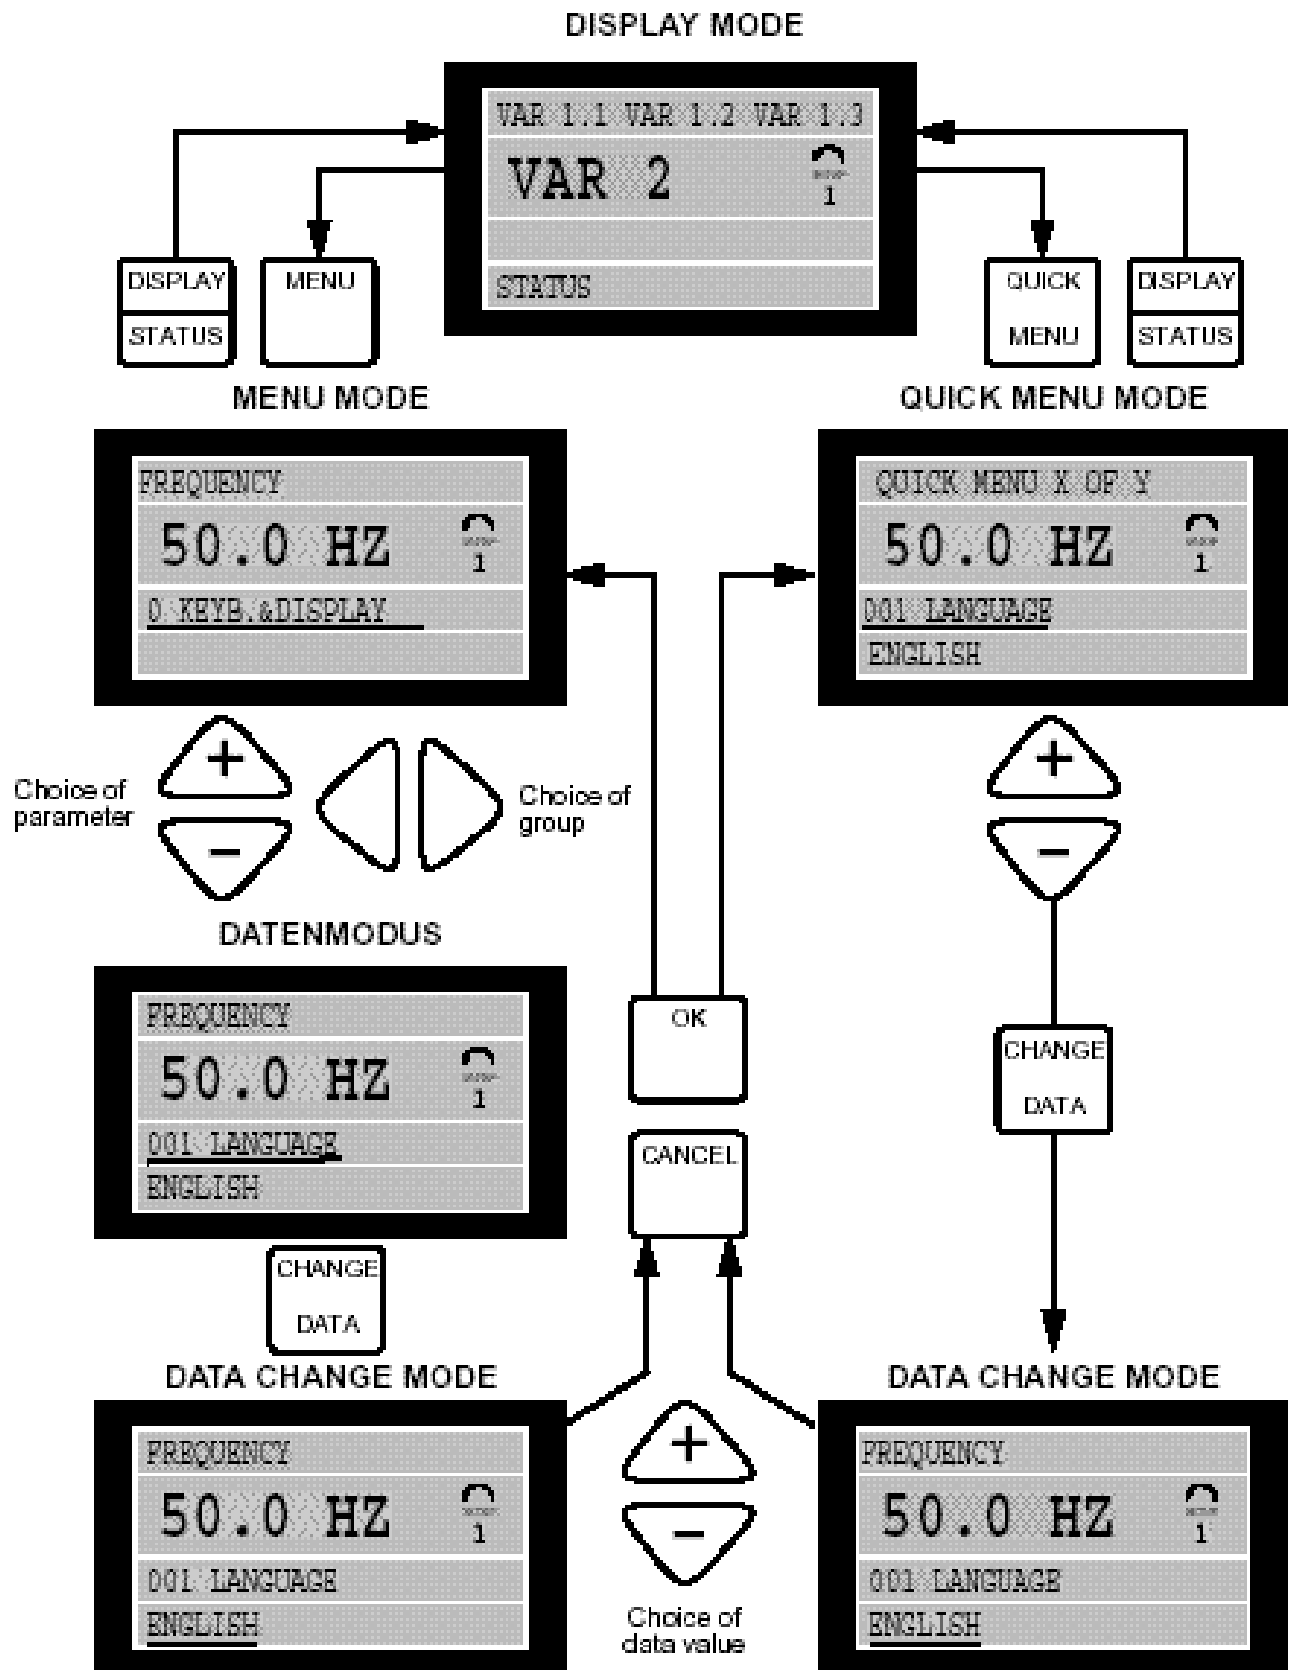 DISPLAY MODE
VAR 1.1 VAR 1.2 VAR 1.3
VAR 2
1
STATUS
DISPLAY
STATUS
MENU
QUICK
MENU
DISPLAY
STATUS
MENU MODE
FREQUENCY
50.0 HZ
1
0 KEYB.&DISPLAY
QUICK MENU MODE
QUICK MENU X OF Y
50.0 HZ
1
001 LANGUAGE
ENGLISH
Choice of
parameter
+
-
Choice of
group
+
-
DATENMODUS
FREQUENCY
50.0 HZ
1
001 LANGUAGE
ENGLISH
OK
CANCEL
CHANGE
DATA
CHANGE
DATA
DATA CHANGE MODE
FREQUENCY
50.0 HZ
1
001 LANGUAGE
ENGLISH
+
-
Choice of
data value
DATA CHANGE MODE
FREQUENCY
50.0 HZ
1
001 LANGUAGE
ENGLISH